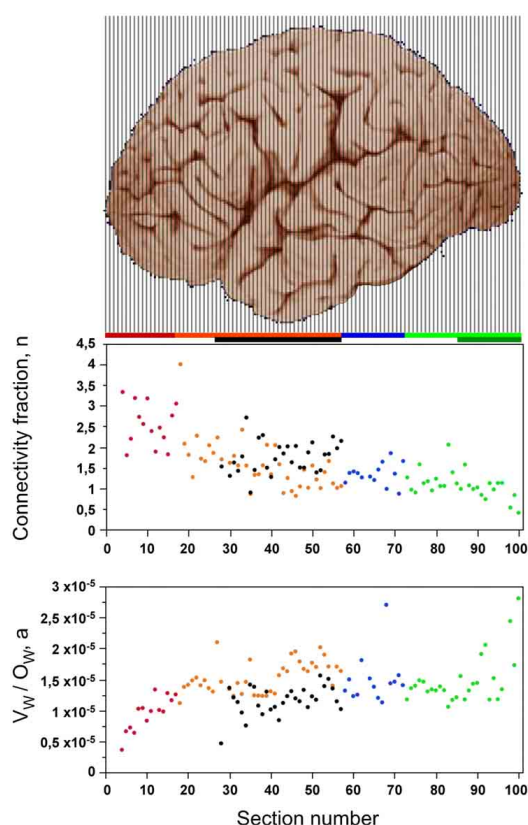 Connectivity fraction, n
4,5
4
3,5
3
2,5
2
1,5
1
0,5
0
0 10 20 30 40 50 60 70 80 90 100
V_W / O_W, a
3 x10⁻⁵
2,5 x10⁻⁵
2 x10⁻⁵
1,5 x10⁻⁵
1 x10⁻⁵
0,5 x10⁻⁵
0
0 10 20 30 40 50 60 70 80 90 100
Section number